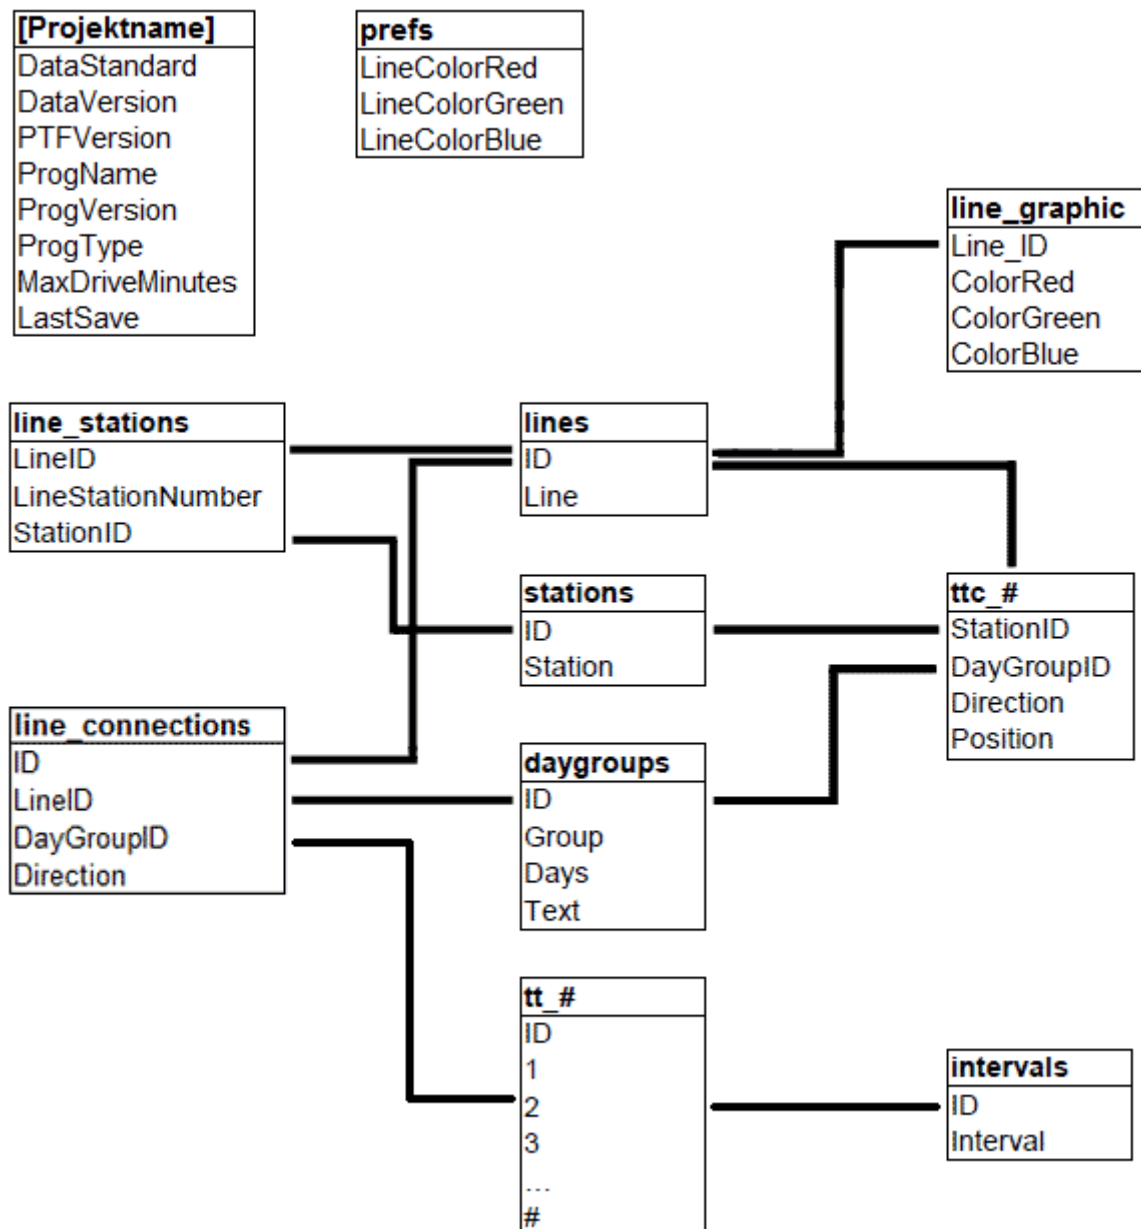 [Projektname]
DataStandard
DataVersion
PTFVersion
ProgName
ProgVersion
ProgType
MaxDriveMinutes
LastSave
prefs
LineColorRed
LineColorGreen
LineColorBlue
line_graphic
Line_ID
ColorRed
ColorGreen
ColorBlue
line_stations
LineID
LineStationNumber
StationID
lines
ID
Line
stations
ID
Station
ttc_#
StationID
DayGroupID
Direction
Position
line_connections
ID
LineID
DayGroupID
Direction
daygroups
ID
Group
Days
Text
tt_#
ID
1
2
3
...
#
intervals
ID
Interval